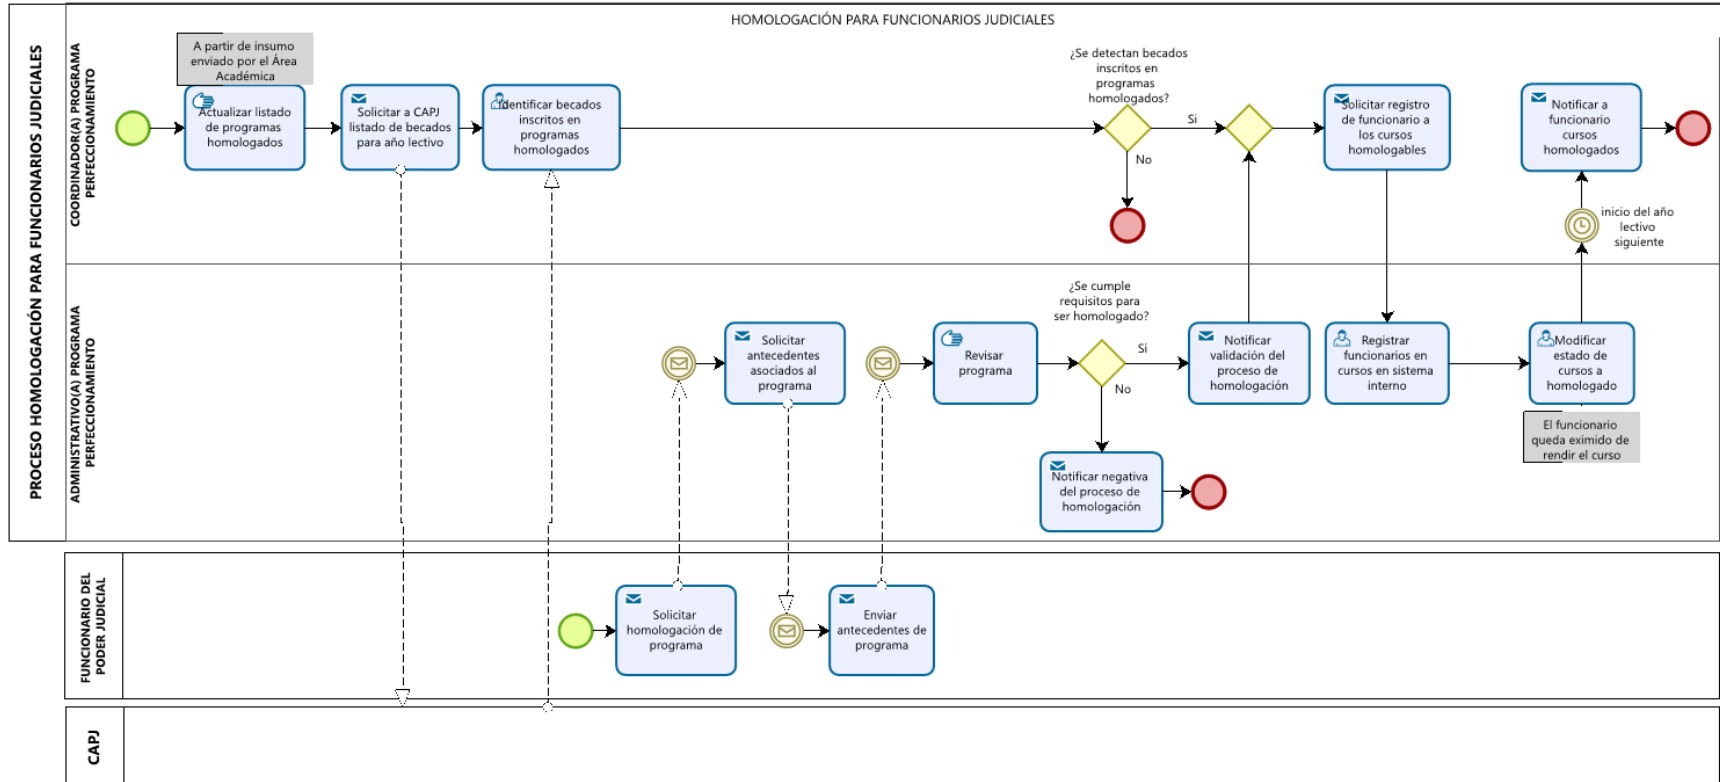 HOMOLOGACIÓN PARA FUNCIONARIOS JUDICIALES
PROCESO HOMOLOGACIÓN PARA FUNCIONARIOS JUDICIALES
COORDINADOR(A) PROGRAMA
PERFECCIONAMIENTO
A partir de insumo
enviado por el Área
Académica
Actualizar listado
de programas
homologados
Solicitar a CAPJ
listado de becados
para año lectivo
Identificar becados
inscritos en
programas
homologados
¿Se detectan becados
inscritos en
programas
homologados?
Si
No
Solicitar registro
de funcionario a
los cursos
homologables
Notificar a
funcionario
cursos
homologados
inicio del año
lectivo
siguiente
ADMINISTRATIVO(A) PROGRAMA
PERFECCIONAMIENTO
Solicitar
antecedentes
asociados al
programa
Revisar
programa
¿Se cumple
requisitos para
ser homologado?
Si
No
Notificar
validación del
proceso de
homologación
Registrar
funcionarios en
cursos en sistema
interno
Modificar
estado de
cursos a
homologado
El funcionario
queda eximido de
rendir el curso
Notificar negativa
del proceso de
homologación
FUNCIONARIO DEL
PODER JUDICIAL
Solicitar
homologación de
programa
Enviar
antecedentes de
programa
CAPJ